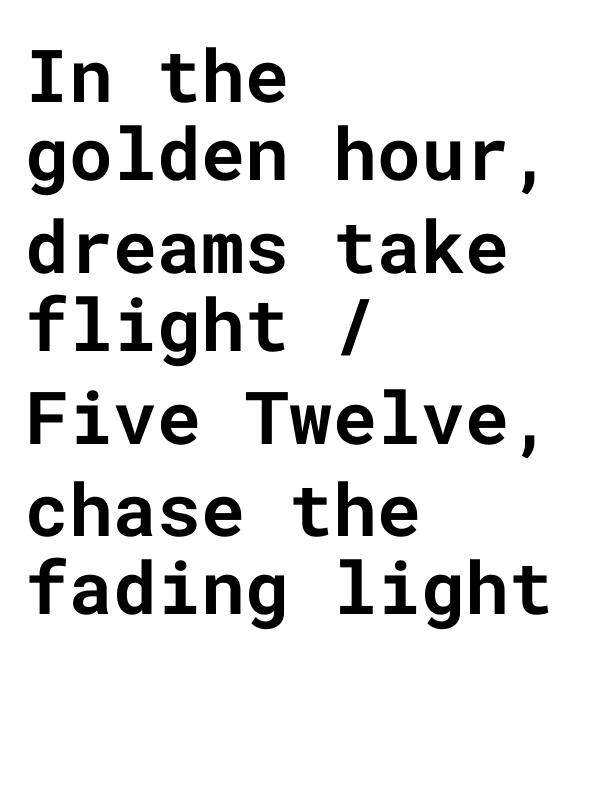 In the
golden hour,
dreams take
flight /
Five Twelve,
chase the
fading light